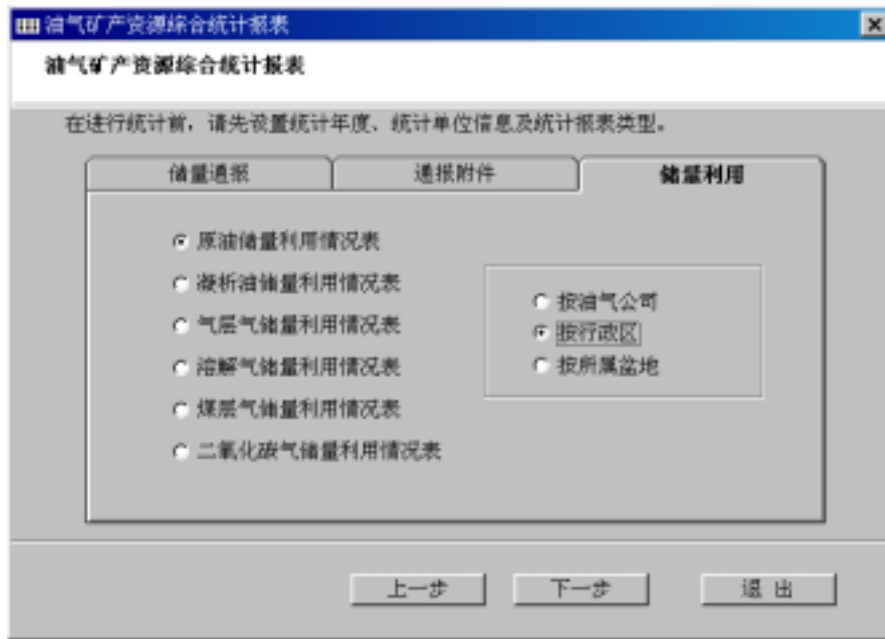 油气矿产资源综合统计报表
油气矿产资源综合统计报表
在进行统计前，请先设置统计年度、统计单位信息及统计报表类型。
储量通报 通报附件 储量利用
原油储量利用情况表
凝析油储量利用情况表
气层气储量利用情况表
溶解气储量利用情况表
煤层气储量利用情况表
二氧化碳气储量利用情况表
按油气公司
按行政区
按所属盆地
上一步 下一步 退出